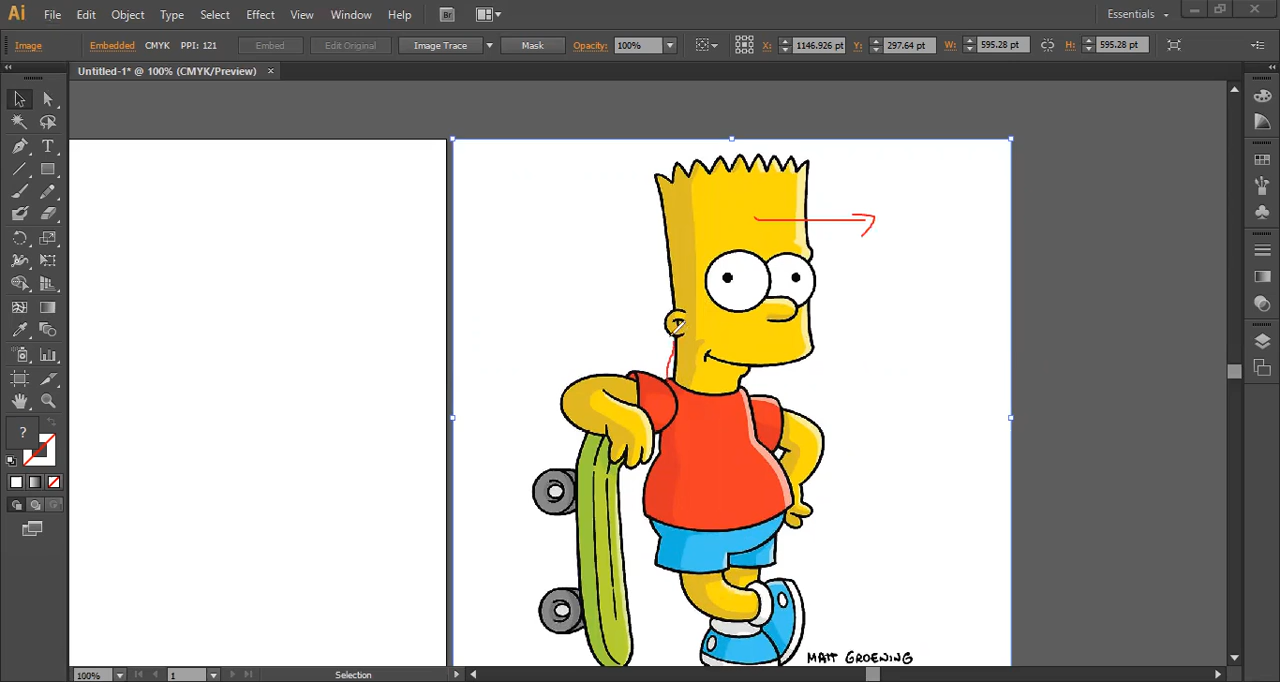 Ai File Edit Type Select Effect View Window Help Br Essentials
Image Embedded CMYK PPI: 121 Embed Edit Original Image Trace Mask Opacity: 100% X: 1146.926 pt Y: 297.64 pt W: 595.28 pt H: 595.28 pt
Untitled-1* @ 100% (CMYK/Preview) ×
T
?
MATT GROENING
100% 1 Selection